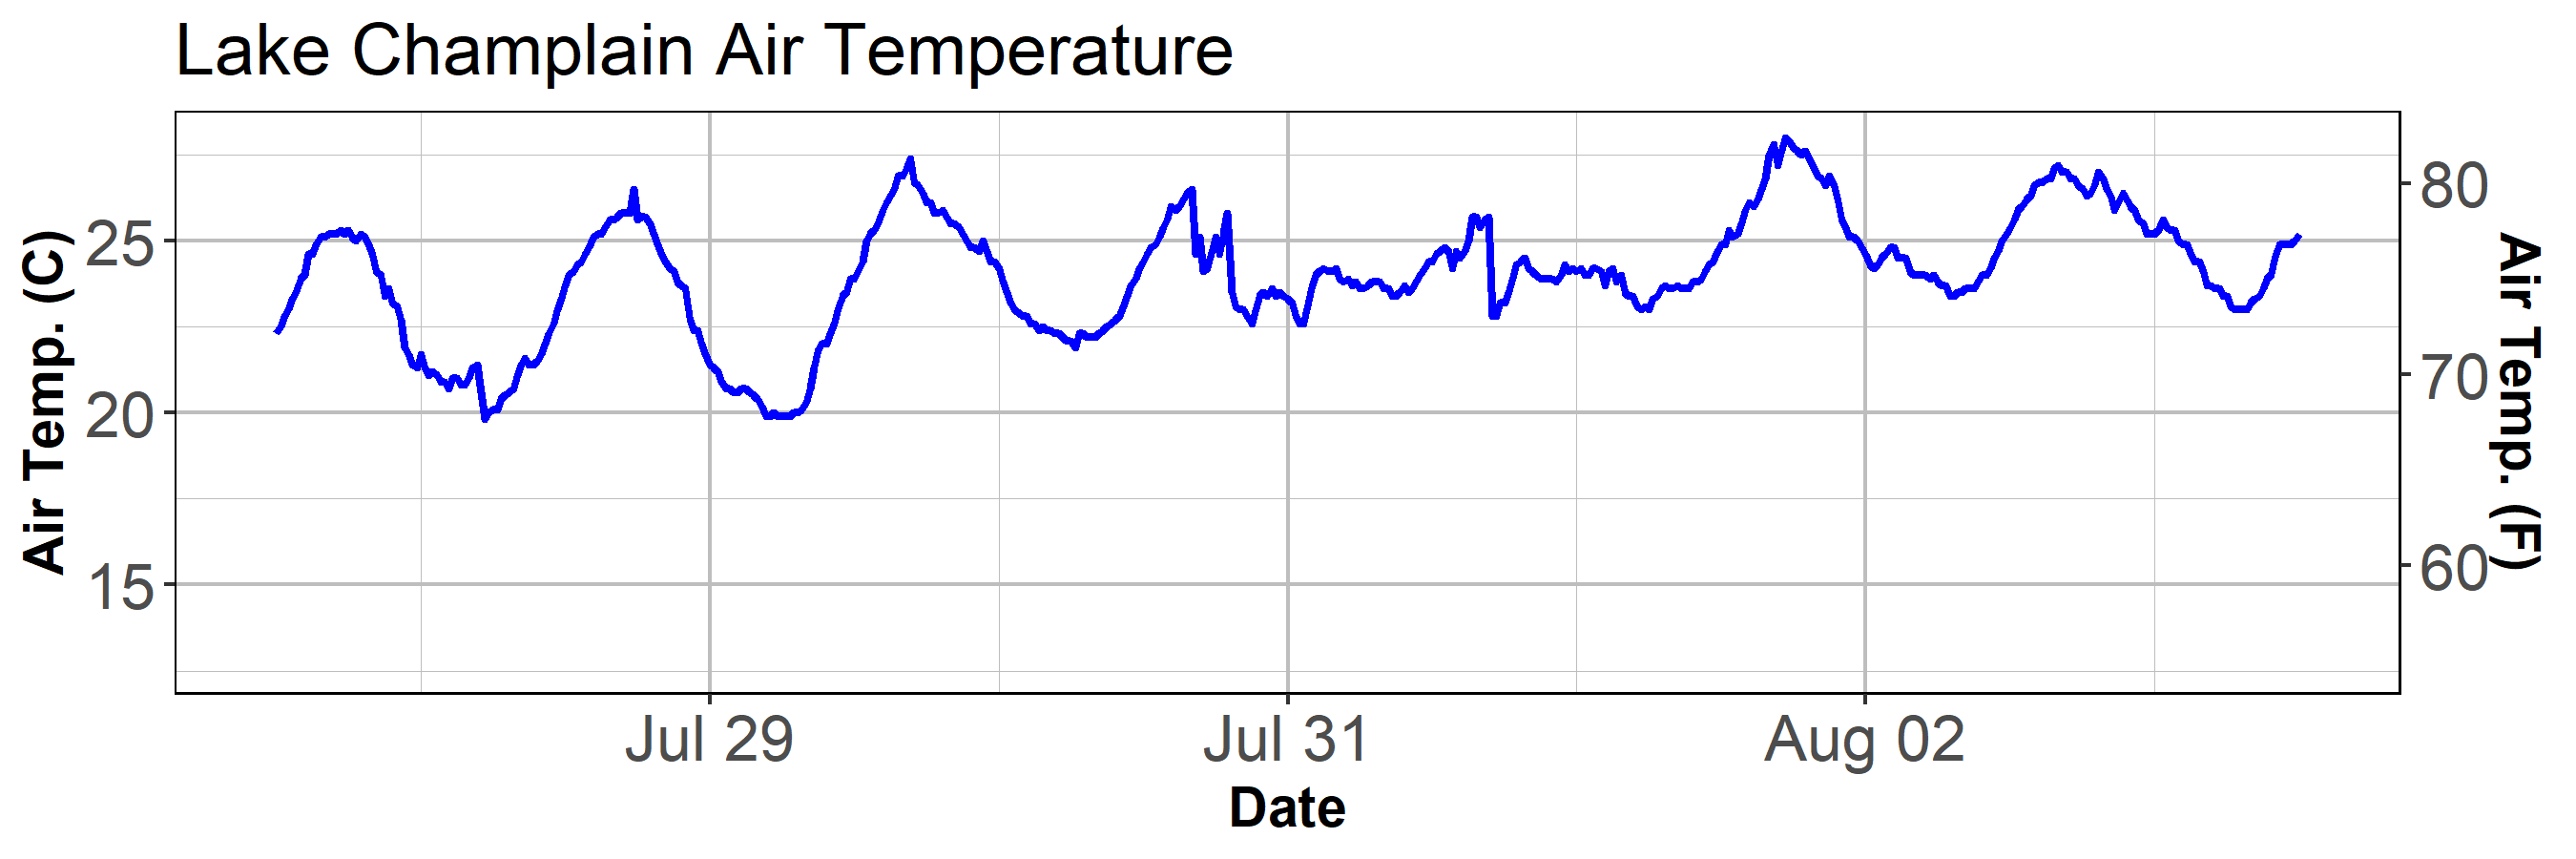 Lake Champlain Air Temperature
Air Temp. (C)
25
20
15
80
70
60
Air Temp. (F)
Jul 29
Jul 31
Aug 02
Date